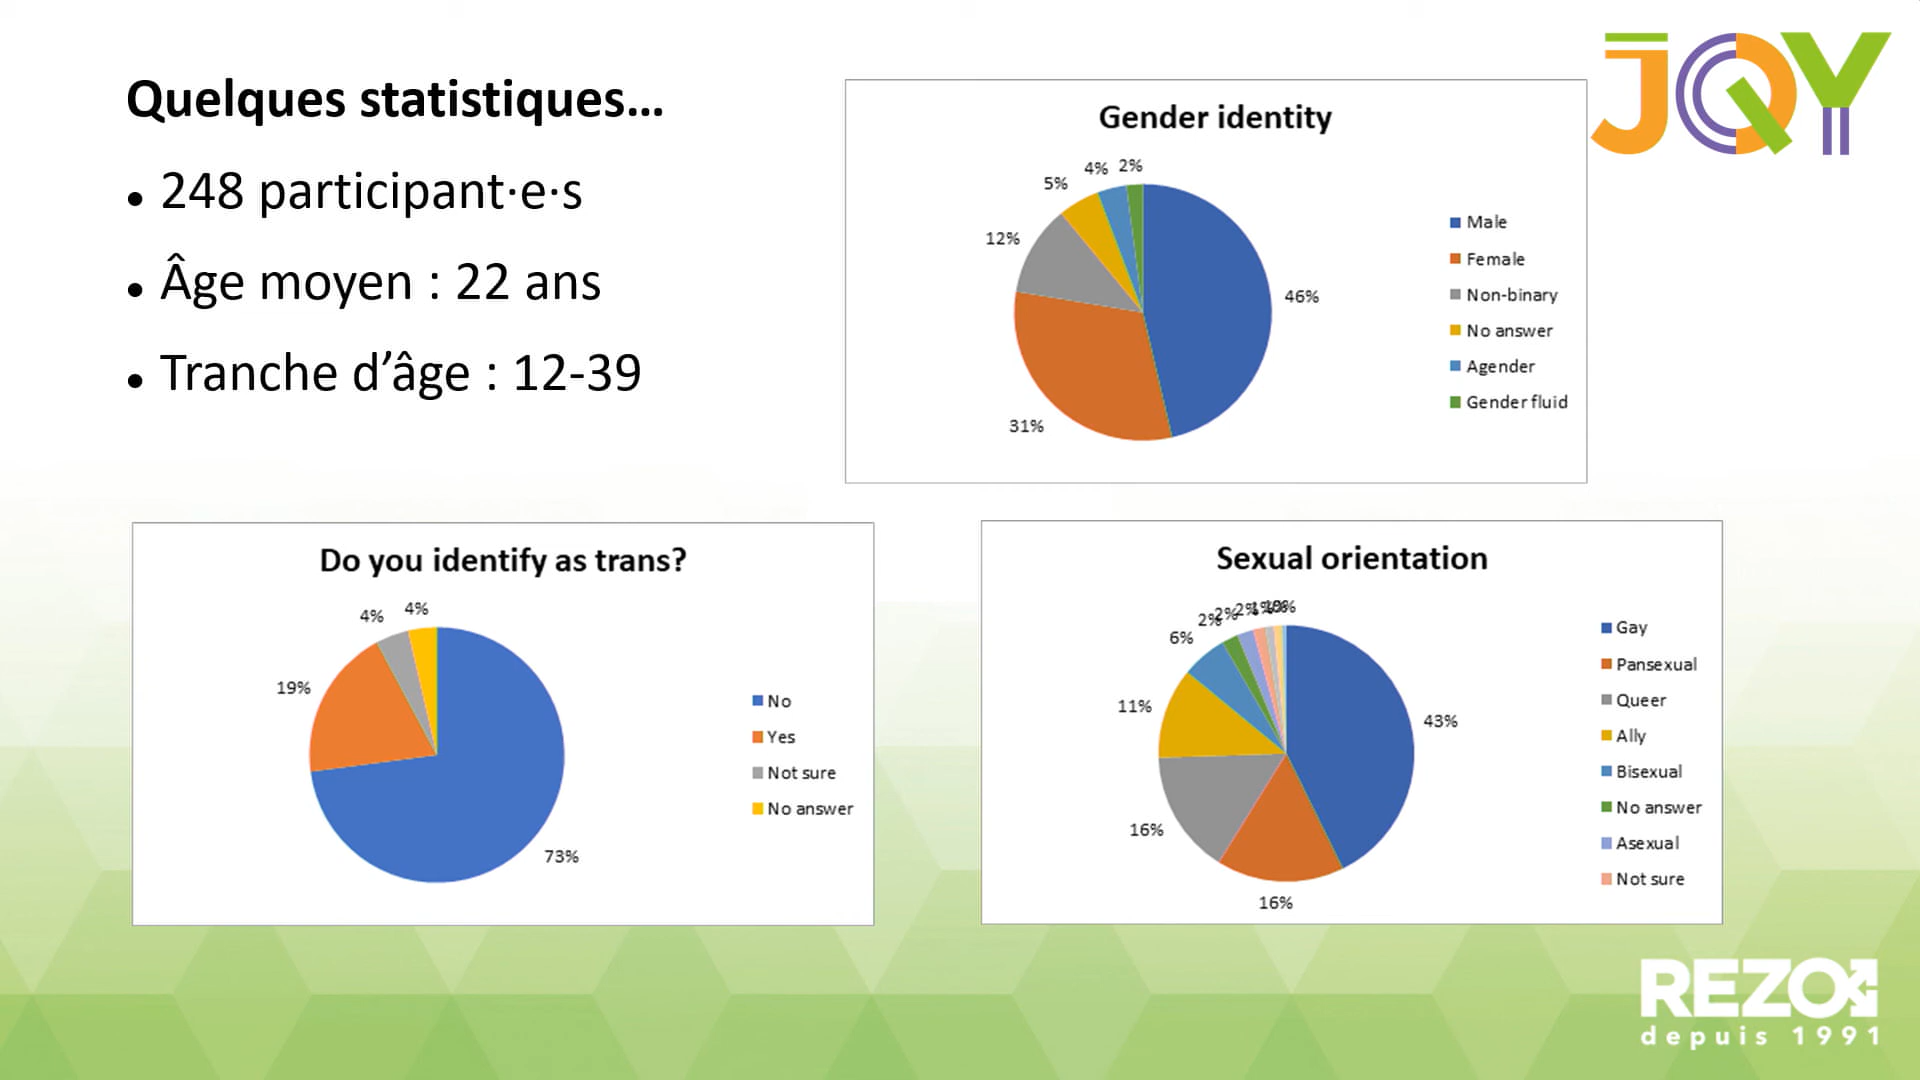 Quelques statistiques...
• 248 participant·e·s
• Âge moyen : 22 ans
• Tranche d’âge : 12-39
JQY
Gender identity
2%
4%
5%
12%
46%
31%
Male
Female
Non-binary
No answer
Agender
Gender fluid
Do you identify as trans?
4%
4%
19%
73%
No
Yes
Not sure
No answer
Sexual orientation
2%
2%
2%
6%
11%
43%
16%
16%
Gay
Pansexual
Queer
Ally
Bisexual
No answer
Asexual
Not sure
REZO
depuis 1991